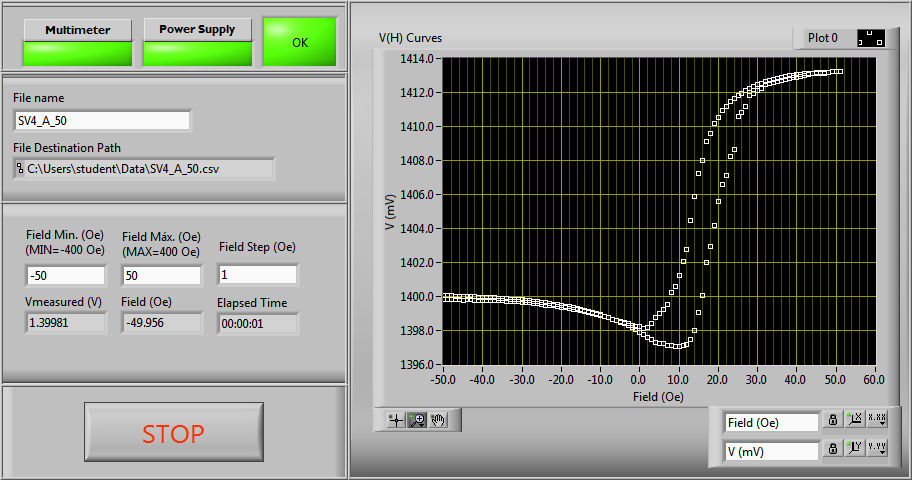 Multimeter
Power Supply
OK
File name
SV4_A_50
File Destination Path
C:\Users\student\Data\SV4_A_50.csv
Field Min. (Oe)
(MIN=-400 Oe)
Field Máx. (Oe)
(MAX=400 Oe)
Field Step (Oe)
-50
50
1
Vmeasured (V)
Field (Oe)
Elapsed Time
1.39981
-49.956
00:00:01
STOP
V(H) Curves
Plot 0
1414.0
1412.0
1410.0
1408.0
1406.0
1404.0
1402.0
1400.0
1398.0
1396.0
V (mV)
-50.0 -40.0 -30.0 -20.0 -10.0 0.0 10.0 20.0 30.0 40.0 50.0 60.0
Field (Oe)
Field (Oe)
X
X.XX
V (mV)
Y
Y.YY